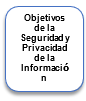 Objetivos
de la
Seguridad y
Privacidad
de la
Informació
n